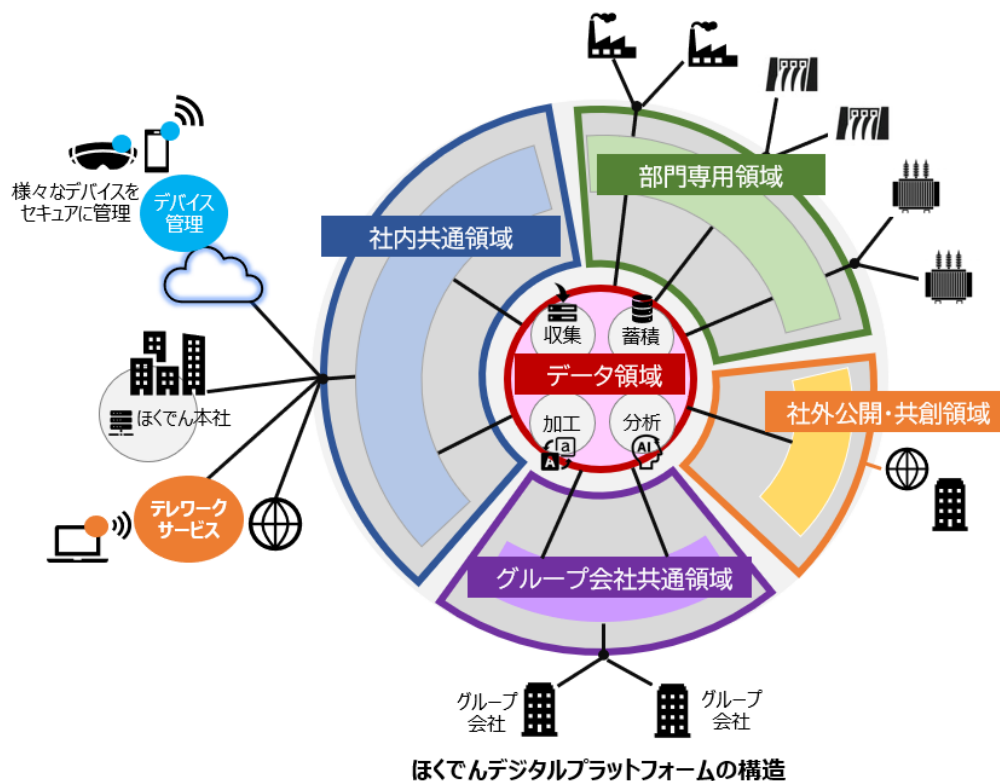 様々なデバイスを
セキュアに管理
デバイス
管理
ほくでん本社
テレワーク
サービス
社内共通領域
部門専用領域
収集
蓄積
データ領域
加工
a
A
分析
AI
社外公開・共創領域
グループ会社共通領域
グループ
会社
グループ
会社
ほくでんデジタルプラットフォームの構造